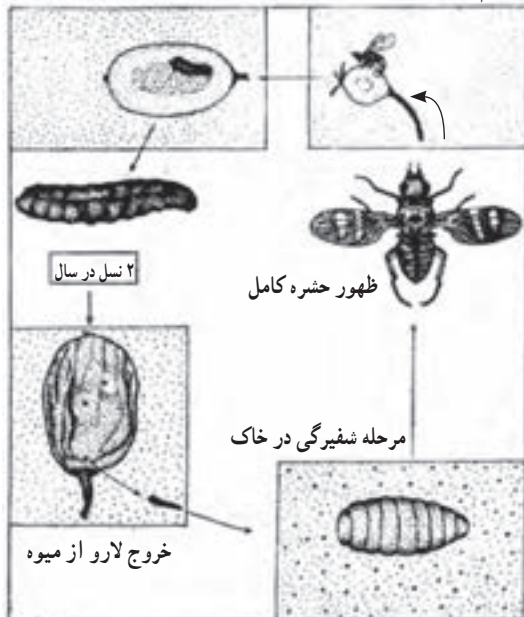 ۲ نسل در سال
ظهور حشره کامل
مرحله شفیرگی در خاک
خروج لارو از میوه